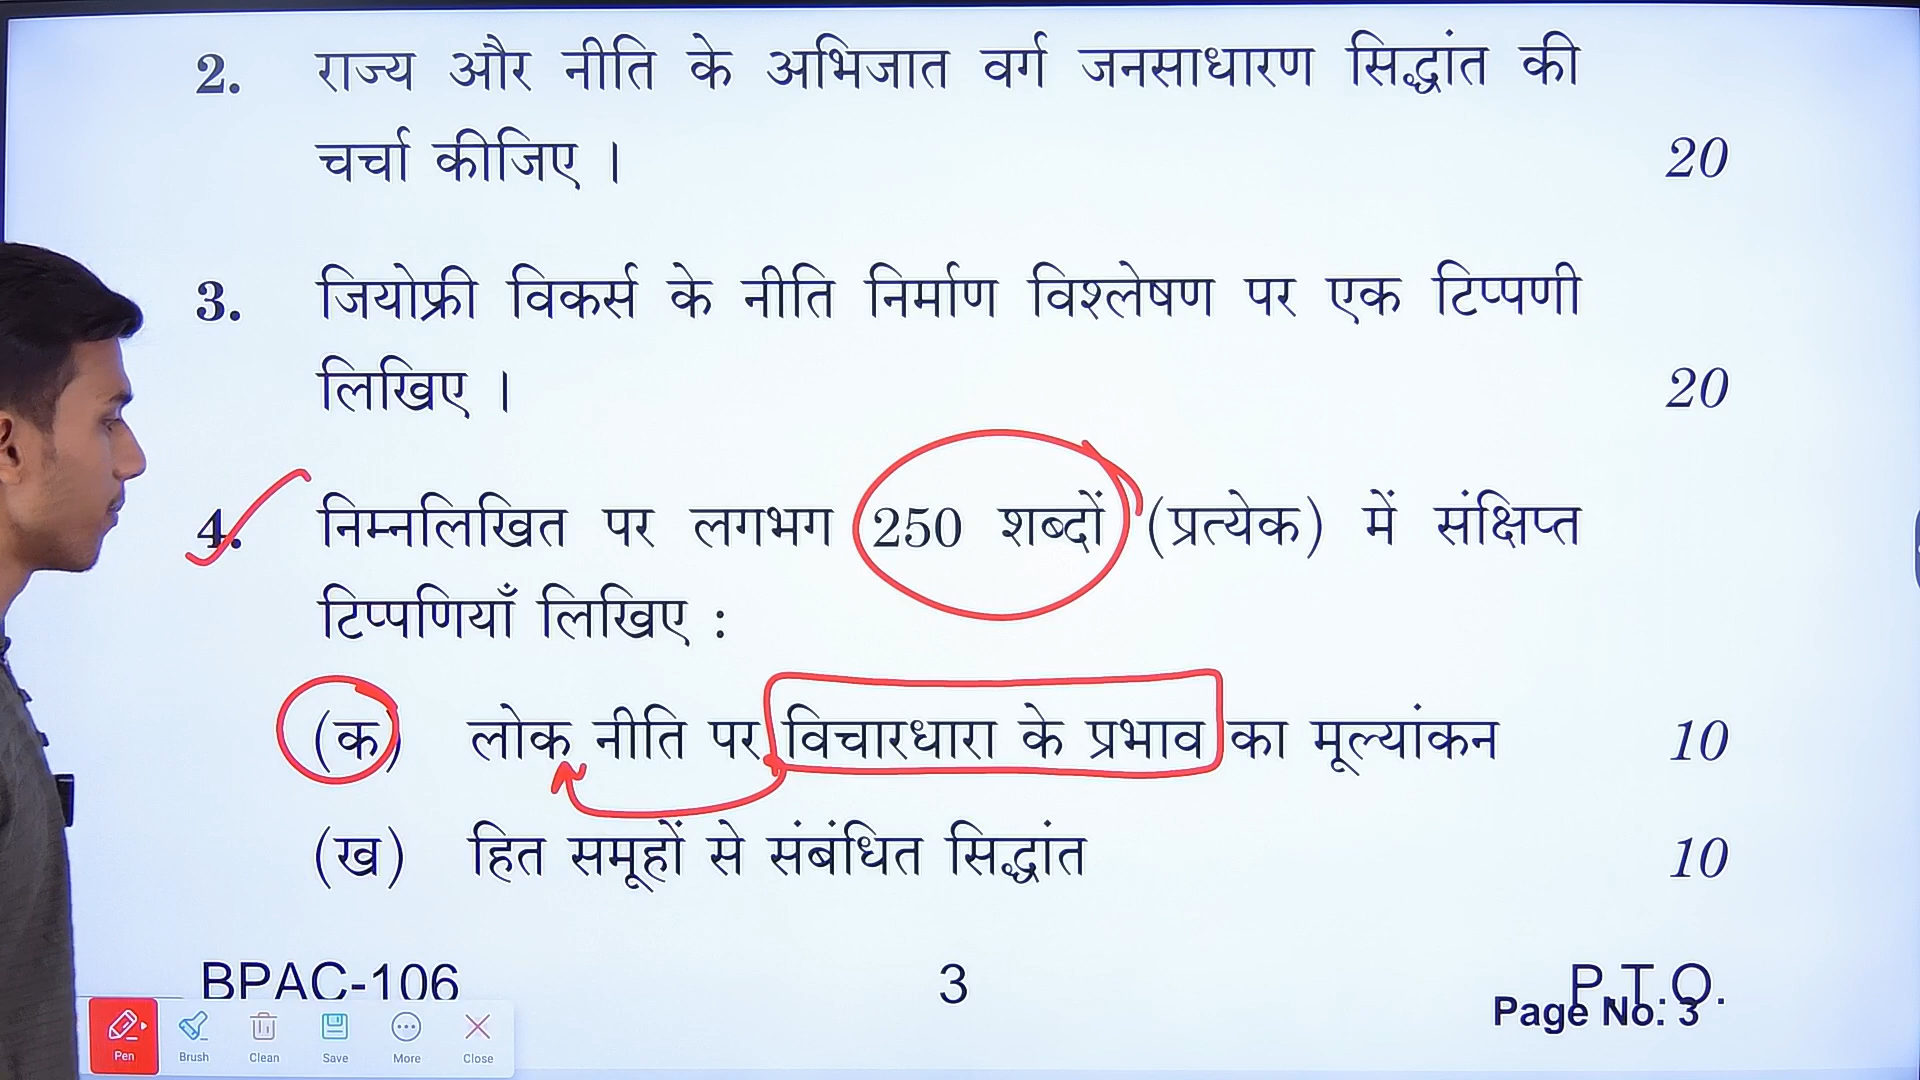 2. राज्य और नीति के अभिजात वर्ग जनसाधारण सिद्धांत की
चर्चा कीजिए । 20
3. जियोफ्री विकर्स के नीति निर्माण विश्लेषण पर एक टिप्पणी
लिखिए । 20
4. निम्नलिखित पर लगभग 250 शब्दों (प्रत्येक) में संक्षिप्त
टिप्पणियाँ लिखिए :
(क) लोक नीति पर विचारधारा के प्रभाव का मूल्यांकन 10
(ख) हित समूहों से संबंधित सिद्धांत 10
BPAC-106 3 P.T.O.
Page No. 3
Pen Brush Clean Save More Close